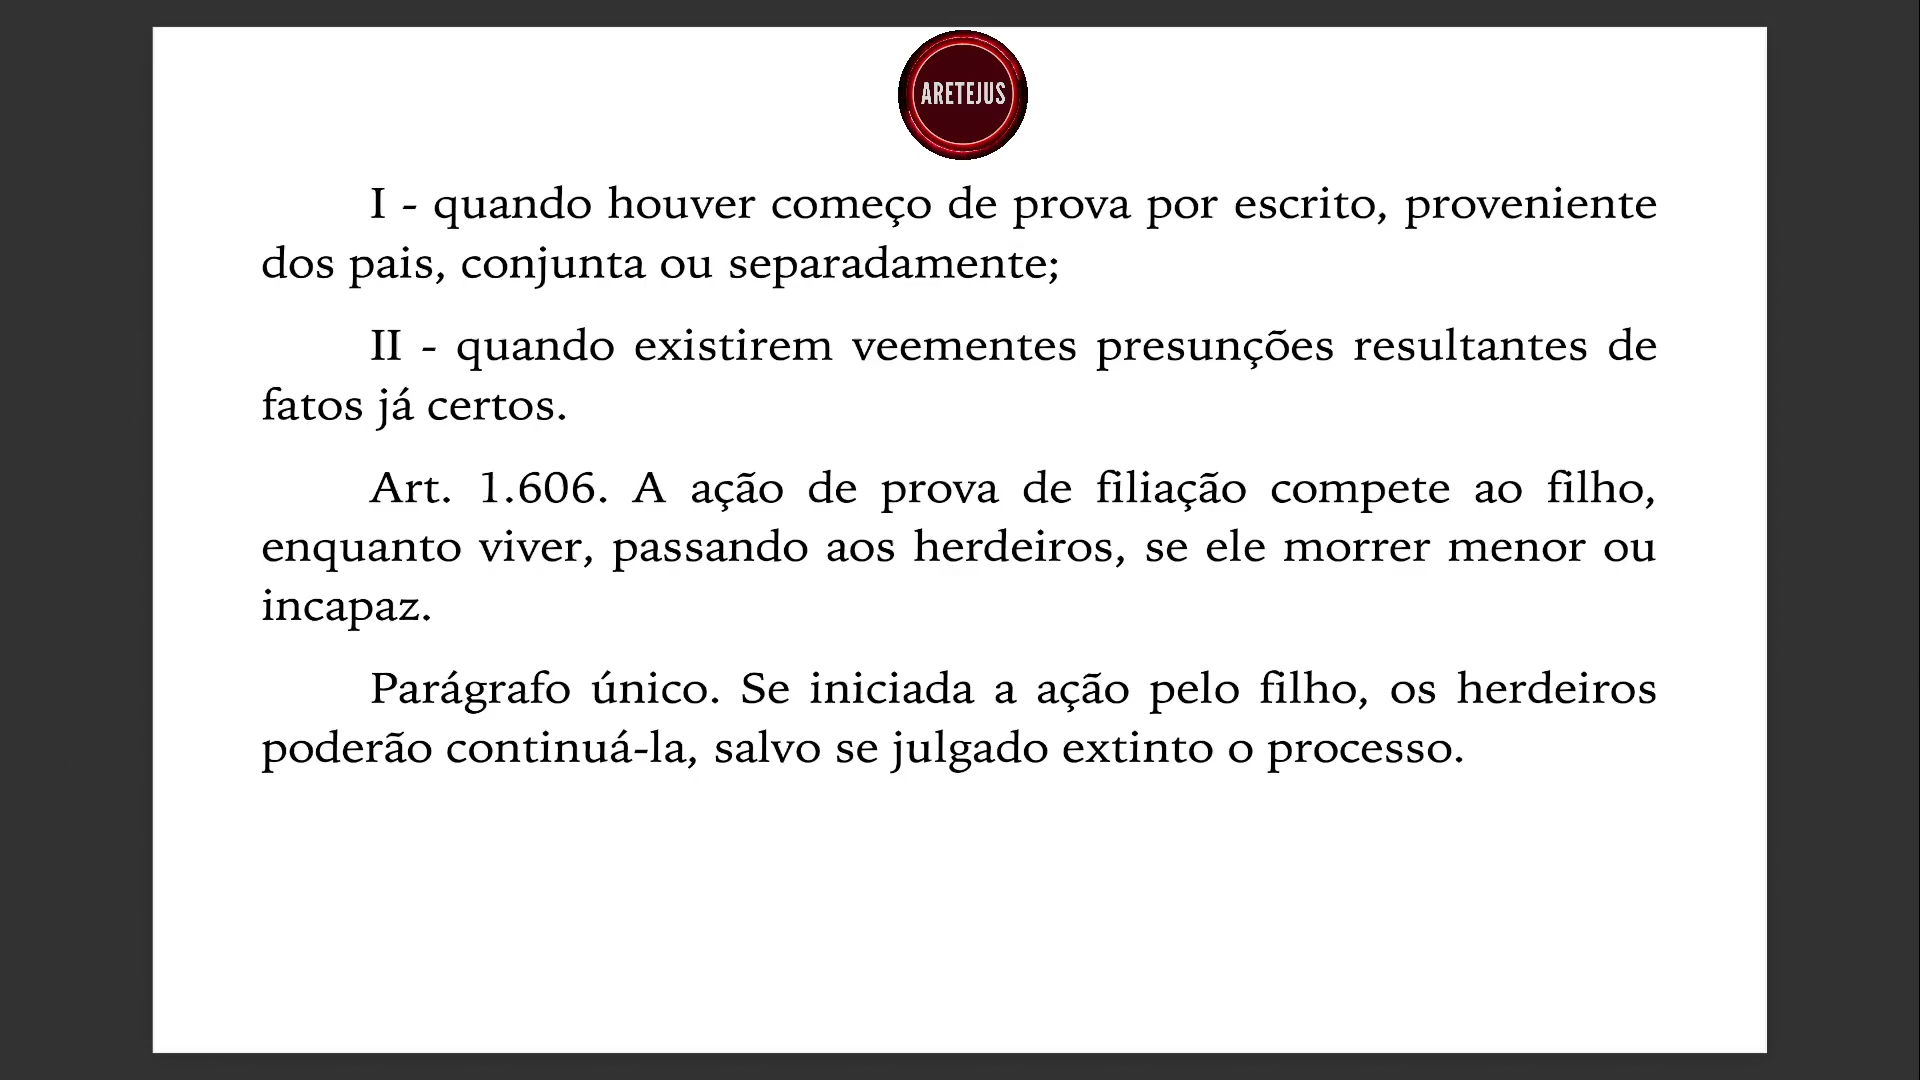 ARETEJUS
I - quando houver começo de prova por escrito, proveniente
dos pais, conjunta ou separadamente;
II - quando existirem veementes presunções resultantes de
fatos já certos.
Art. 1.606. A ação de prova de filiação compete ao filho,
enquanto viver, passando aos herdeiros, se ele morrer menor ou
incapaz.
Parágrafo único. Se iniciada a ação pelo filho, os herdeiros
poderão continuá-la, salvo se julgado extinto o processo.